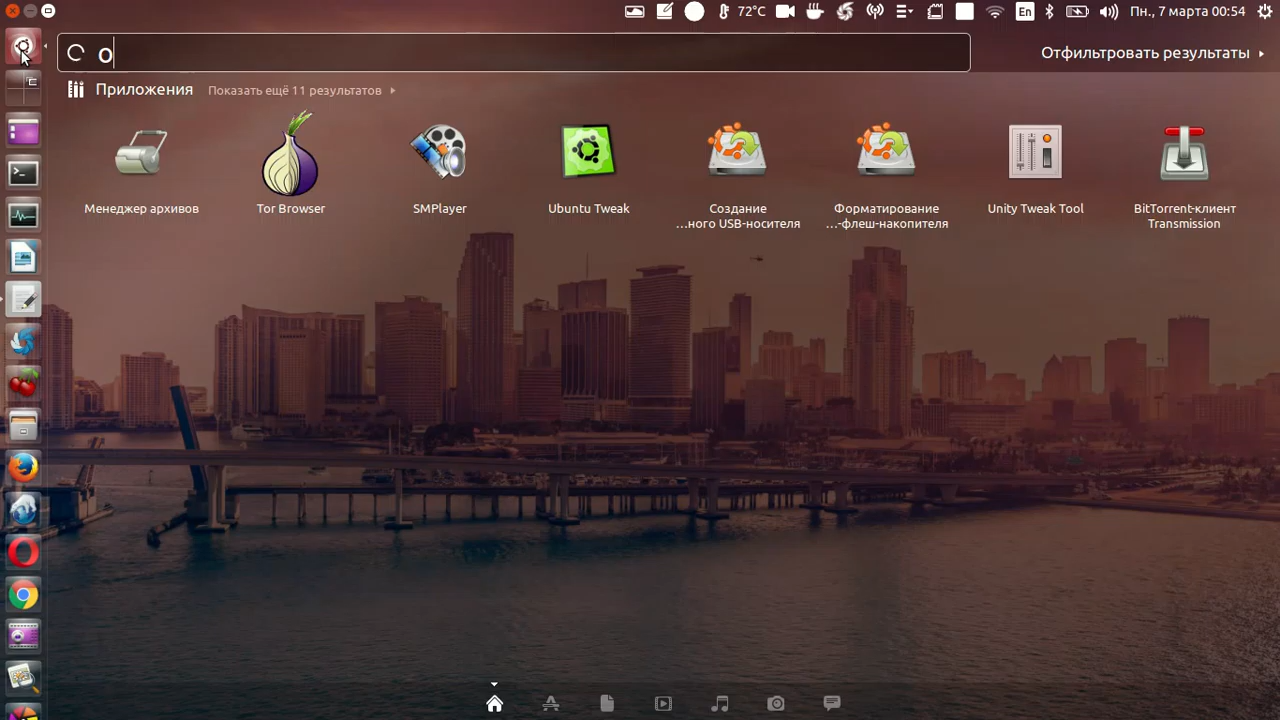 72°C
En
Пн., 7 марта 00:54
o
Отфильтровать результаты
Приложения
Показать ещё 11 результатов
Менеджер архивов
Tor Browser
SMPlayer
Ubuntu Tweak
Создание
...ного USB-носителя
Форматирование
...-флеш-накопителя
Unity Tweak Tool
BitTorrent-клиент
Transmission